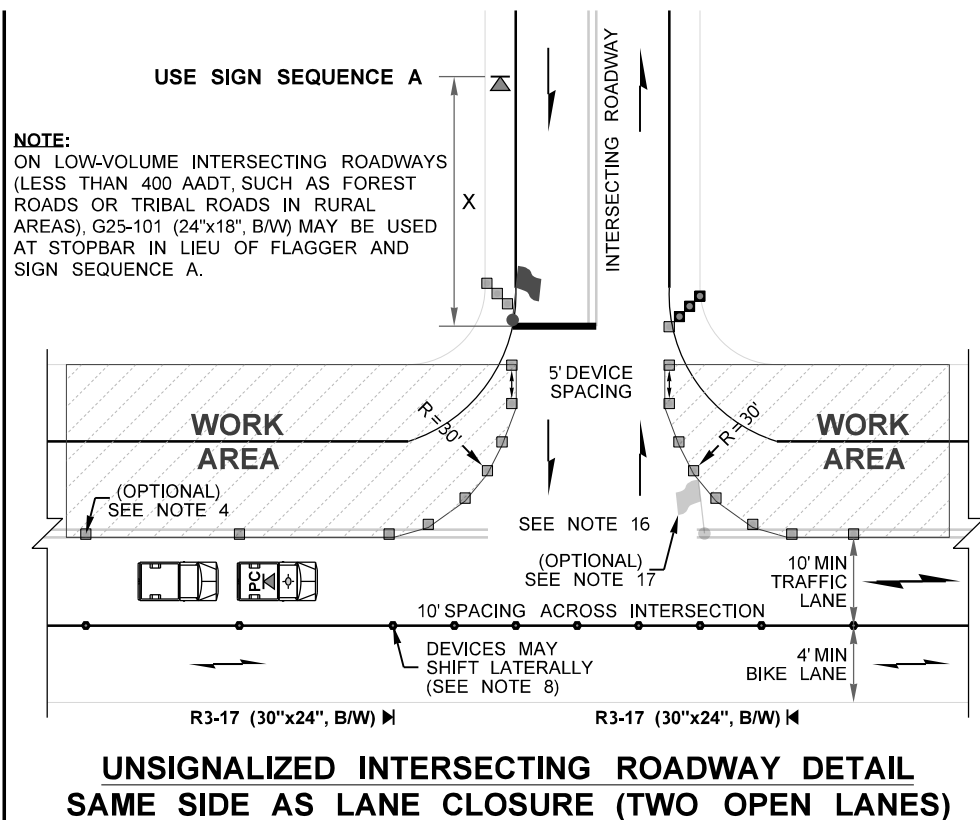 USE SIGN SEQUENCE A
NOTE:
ON LOW-VOLUME INTERSECTING ROADWAYS
(LESS THAN 400 AADT, SUCH AS FOREST
ROADS OR TRIBAL ROADS IN RURAL
AREAS), G25-101 (24"x18", B/W) MAY BE USED
AT STOPBAR IN LIEU OF FLAGGER AND
SIGN SEQUENCE A.
X
INTERSECTING ROADWAY
5' DEVICE
SPACING
WORK
AREA
R=30'
R=30'
WORK
AREA
(OPTIONAL)
SEE NOTE 4
SEE NOTE 16
(OPTIONAL)
SEE NOTE 17
10' MIN
TRAFFIC
LANE
PC
10' SPACING ACROSS INTERSECTION
DEVICES MAY
SHIFT LATERALLY
(SEE NOTE 8)
4' MIN
BIKE LANE
R3-17 (30"x24", B/W)
R3-17 (30"x24", B/W)
UNSIGNALIZED INTERSECTING ROADWAY DETAIL
SAME SIDE AS LANE CLOSURE (TWO OPEN LANES)